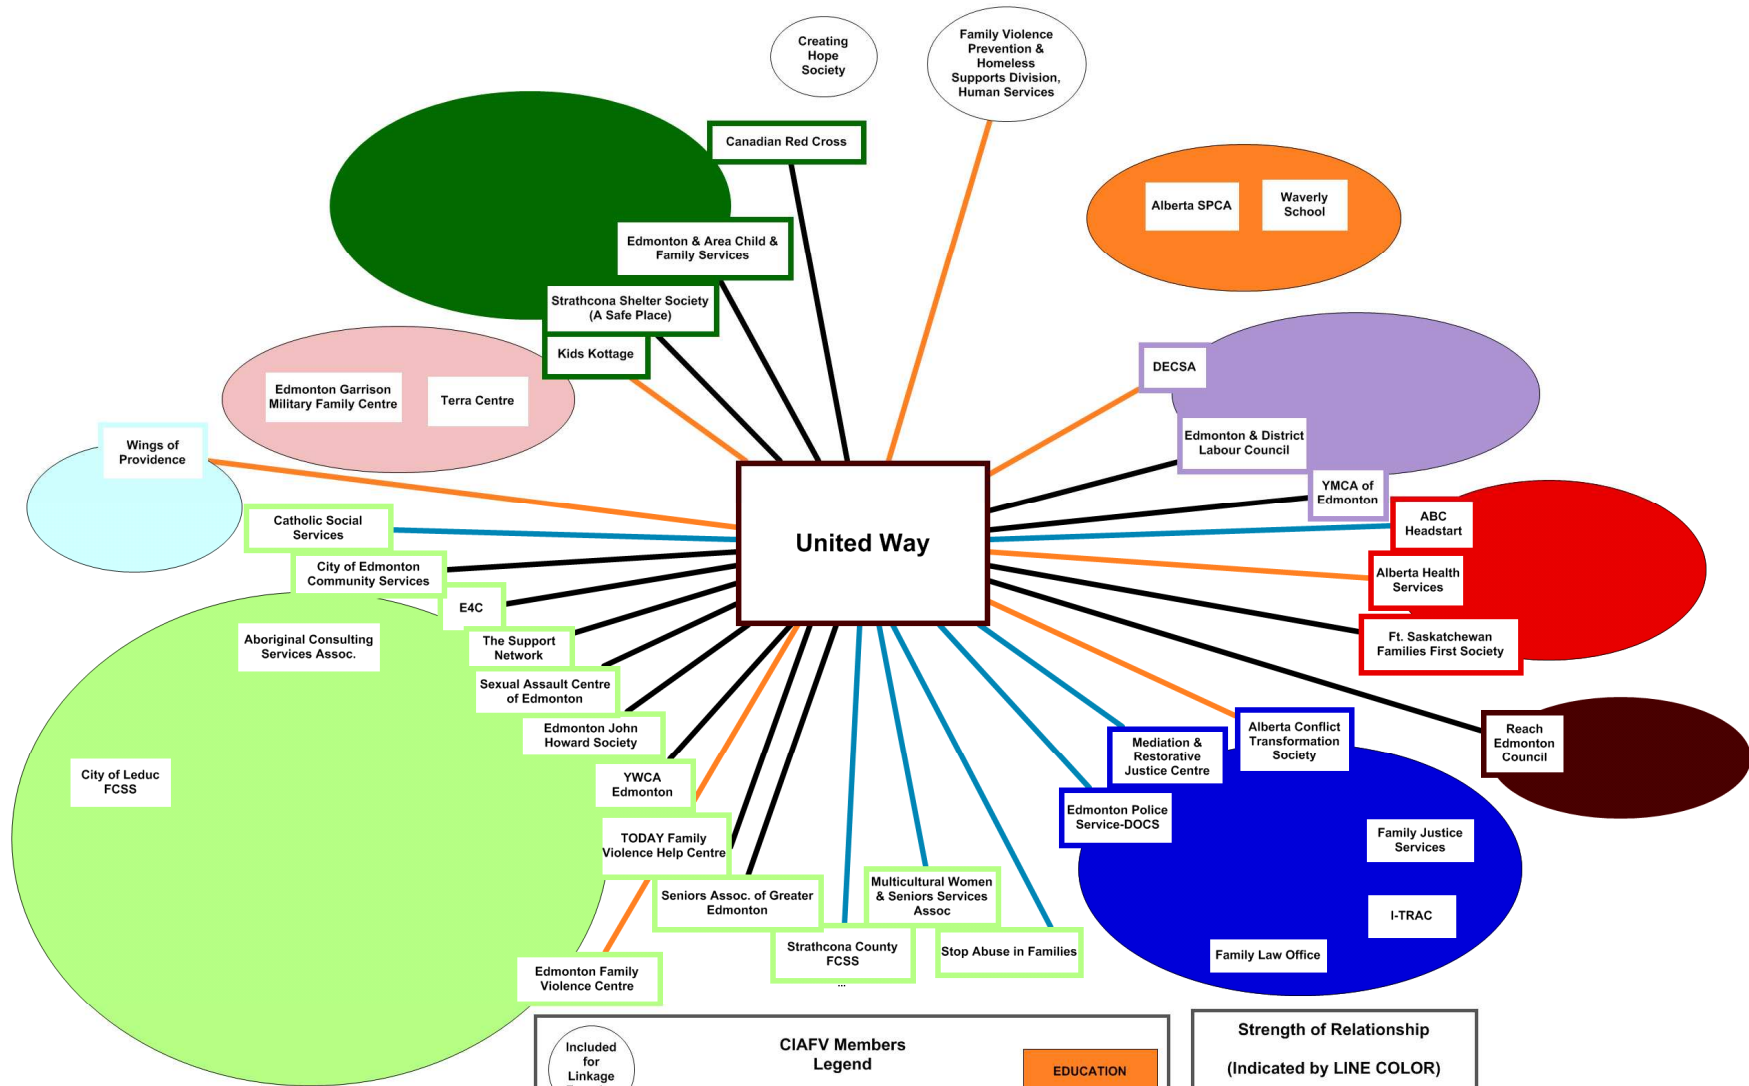 Creating
Hope
Society
Family Violence
Prevention &
Homeless
Supports Division,
Human Services
Canadian Red Cross
Alberta SPCA
Waverly
School
Edmonton & Area Child &
Family Services
Strathcona Shelter Society
(A Safe Place)
Kids Kottage
DECSA
Edmonton Garrison
Military Family Centre
Terra Centre
Edmonton & District
Labour Council
Wings of
Providence
YMCA of
Edmonton
ABC
Headstart
Catholic Social
Services
United Way
City of Edmonton
Community Services
Alberta Health
Services
E4C
Aboriginal Consulting
Services Assoc.
The Support
Network
Ft. Saskatchewan
Families First Society
Sexual Assault Centre
of Edmonton
Edmonton John
Howard Society
Mediation &
Restorative
Justice Centre
Alberta Conflict
Transformation
Society
Reach
Edmonton
Council
City of Leduc
FCSS
YWCA
Edmonton
Edmonton Police
Service-DOCS
TODAY Family
Violence Help Centre
Family Justice
Services
Seniors Assoc. of Greater
Edmonton
Multicultural Women
& Seniors Services
Assoc
I-TRAC
Strathcona County
FCSS
...
Stop Abuse in Families
Family Law Office
Edmonton Family
Violence Centre
Included
for
Linkage
CIAFV Members
Legend
EDUCATION
Strength of Relationship
(Indicated by LINE COLOR)